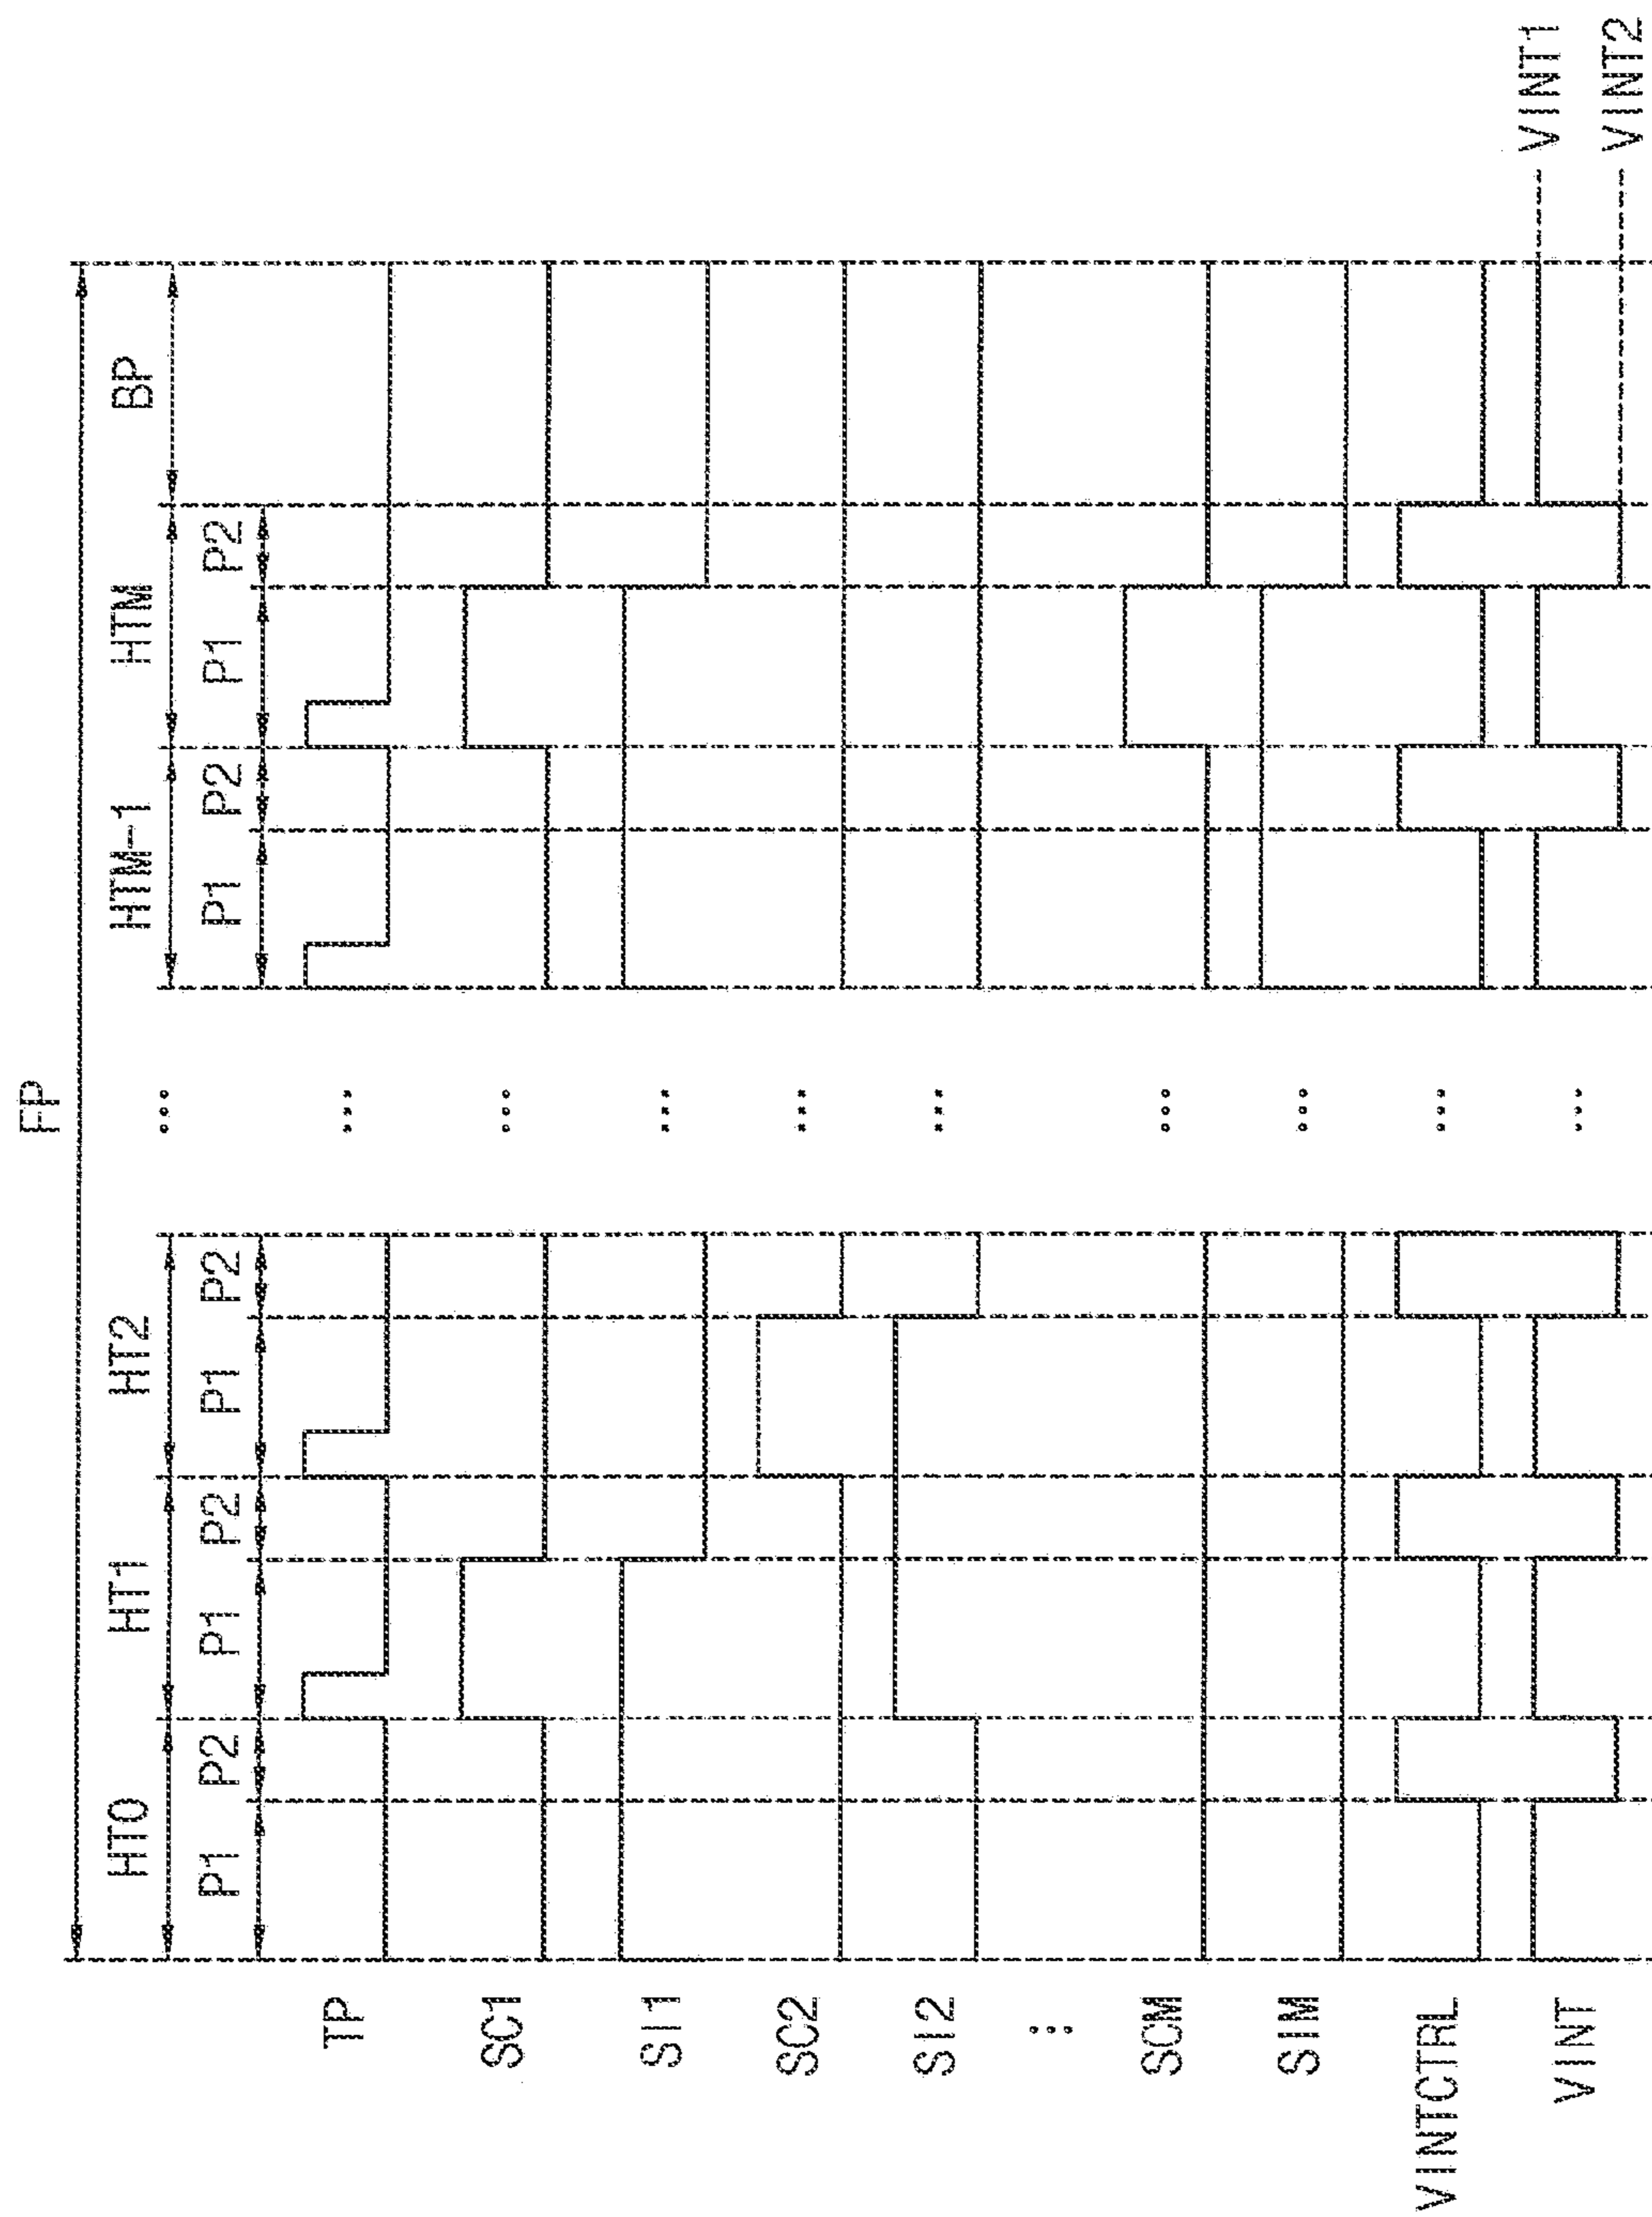 FP
HT0 HT1 HT2 ... HTM-1 HTM BP
P1 P2 P1 P2 P1 P2 P1 P2 P1 P2
TP ...
SC1 ...
SI1 ...
SC2 ...
SI2 ...
⋮
SCM ...
SIM ...
VINTCTRL ...
VINT ... VINT1
VINT2